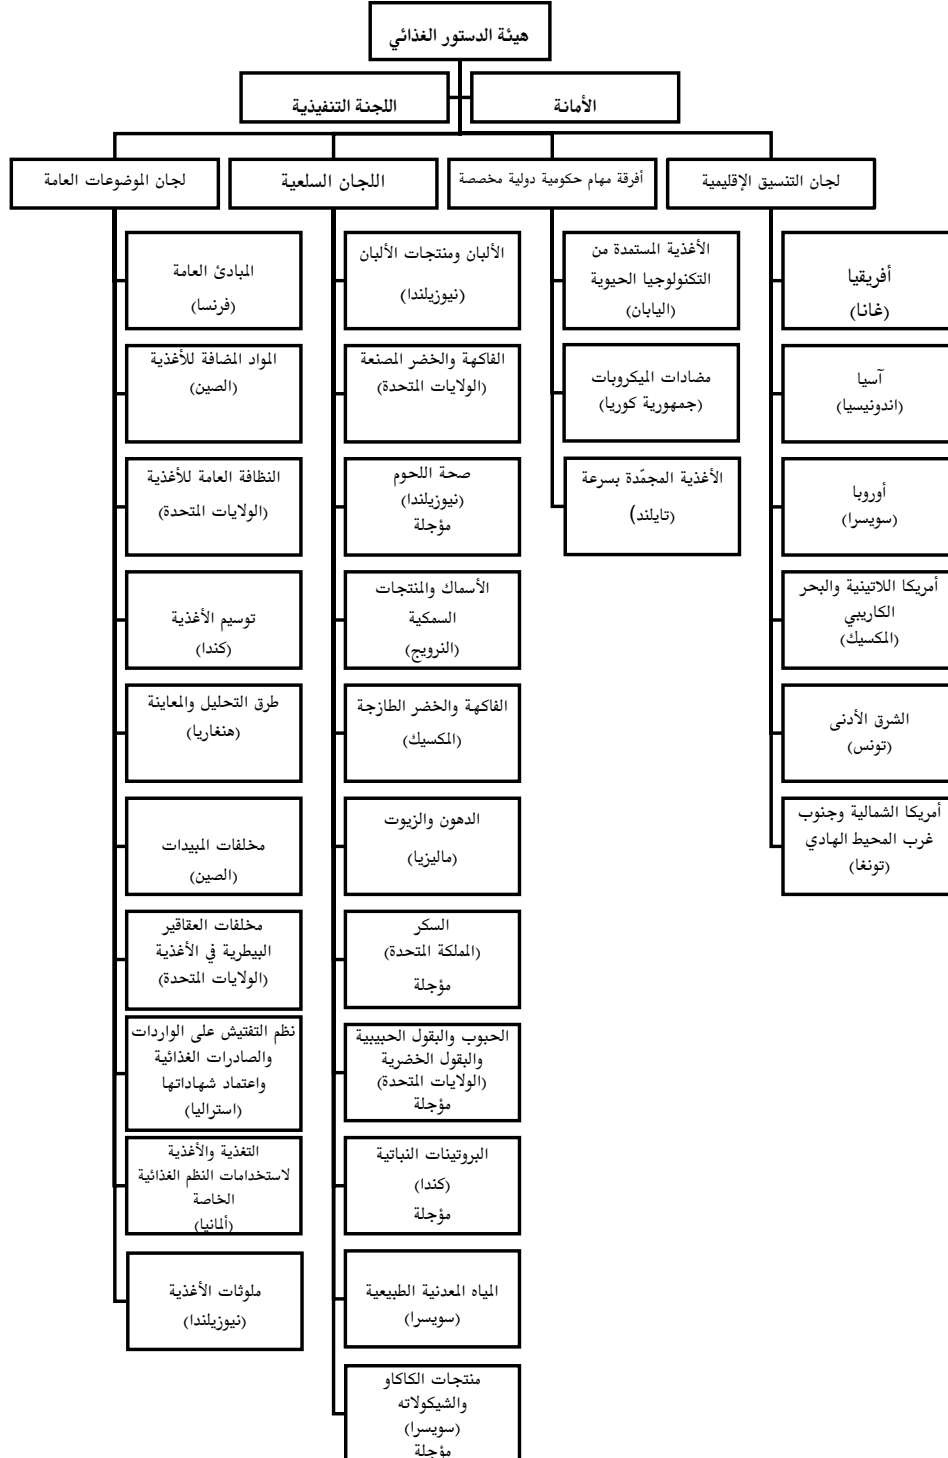 هيئة الدستور الغذائي
الأمانة
اللجنة التنفيذية
لجان التنسيق الإقليمية
أفرقة مهام حكومية دولية مخصصة
اللجان السلعية
لجان الموضوعات العامة
أفريقيا
(غانا)
آسيا
(اندونيسيا)
أوروبا
(سويسرا)
أمريكا اللاتينية والبحر
الكاريبي
(المكسيك)
الشرق الأدنى
(تونس)
أمريكا الشمالية وجنوب
غرب المحيط الهادي
(تونغا)
الأغذية المستمدة من
التكنولوجيا الحيوية
(اليابان)
مضادات الميكروبات
(جمهورية كوريا)
الأغذية المجمّدة بسرعة
(تايلند)
الألبان ومنتجات الألبان
(نيوزيلندا)
الفاكهة والخضر المصنعة
(الولايات المتحدة)
صحة اللحوم
(نيوزيلندا)
مؤجلة
الأسماك والمنتجات
السمكية
(النرويج)
الفاكهة والخضر الطازجة
(المكسيك)
الدهون والزيوت
(ماليزيا)
السكر
(المملكة المتحدة)
مؤجلة
الحبوب والبقول الحبيبية
والبقول الخضرية
(الولايات المتحدة)
مؤجلة
البروتينات النباتية
(كندا)
مؤجلة
المياه المعدنية الطبيعية
(سويسرا)
منتجات الكاكاو
والشيكولاته
(سويسرا)
مؤجلة
المبادئ العامة
(فرنسا)
المواد المضافة للأغذية
(الصين)
النظافة العامة للأغذية
(الولايات المتحدة)
توسيم الأغذية
(كندا)
طرق التحليل والمعاينة
(هنغاريا)
مخلفات المبيدات
(الصين)
مخلفات العقاقير
البيطرية في الأغذية
(الولايات المتحدة)
نظم التفتيش على الواردات
والصادرات الغذائية
واعتماد شهاداتها
(استراليا)
التغذية والأغذية
لاستخدامات النظم الغذائية
الخاصة
(ألمانيا)
ملوثات الأغذية
(نيوزيلندا)